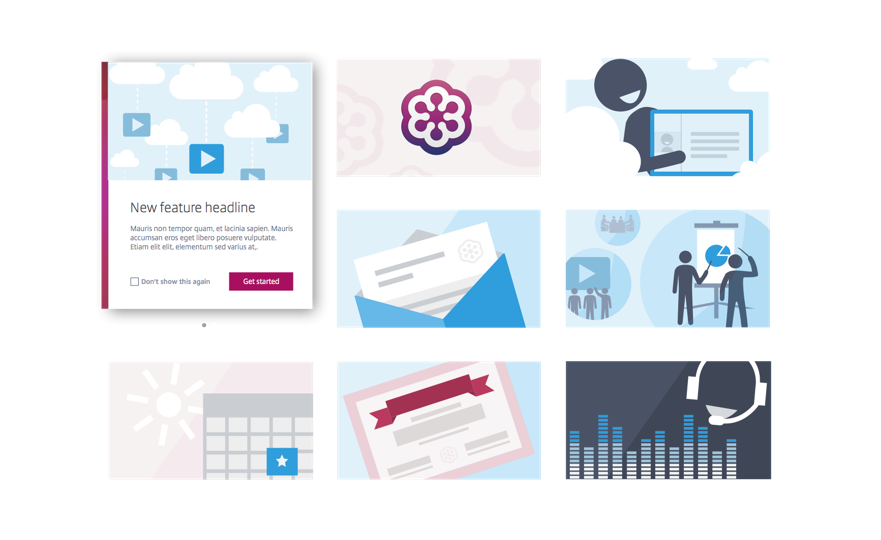 New feature headline
Mauris non tempor quam, et lacinia sapien. Mauris
accumsan eros eget libero posuere vulputate.
Etiam elit elit, elementum sed varius at,.
Don't show this again
Get started